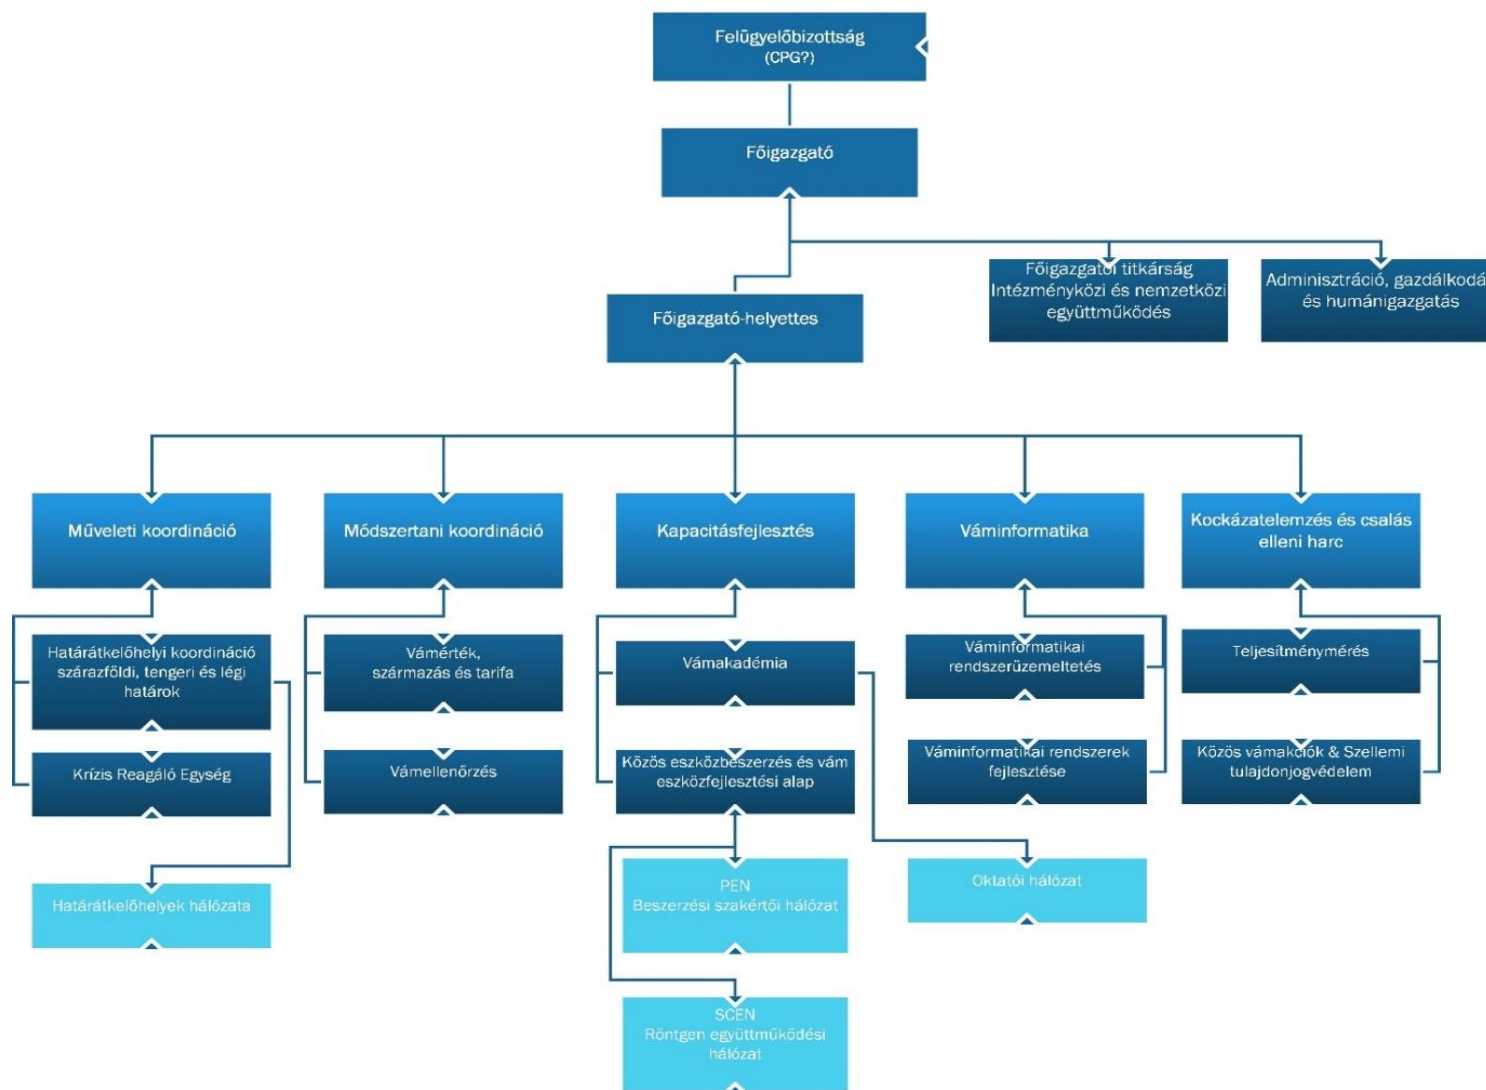 Felügyelőbizottság
(CPG?)
Főigazgató
Főigazgatói titkárság
Intézményközi és nemzetközi
együttműködés
Adminisztráció, gazdálkodá
és humánigazgatás
Főigazgató-helyettes
Műveleti koordináció
Módszertani koordináció
Kapacitásfejlesztés
Váminformatika
Kockázatelemzés és csalás
elleni harc
Határátkelőhelyi koordináció
szárazföldi, tengeri és légi
határok
Vámérték,
származás és tarifa
Vámakadémia
Váminformatikai
rendszerüzemeltetés
Teljesítménymérés
Krízis Reagáló Egység
Vámellenőrzés
Közös eszközbeszerzés és vám
eszközfejlesztési alap
Váminformatikai rendszerek
fejlesztése
Közös vámakciók & Szellemi
tulajdonjogvédelem
Határátkelőhelyek hálózata
PEN
Beszerzési szakértői hálózat
Oktatói hálózat
SCEN
Röntgen együttműködési
hálózat